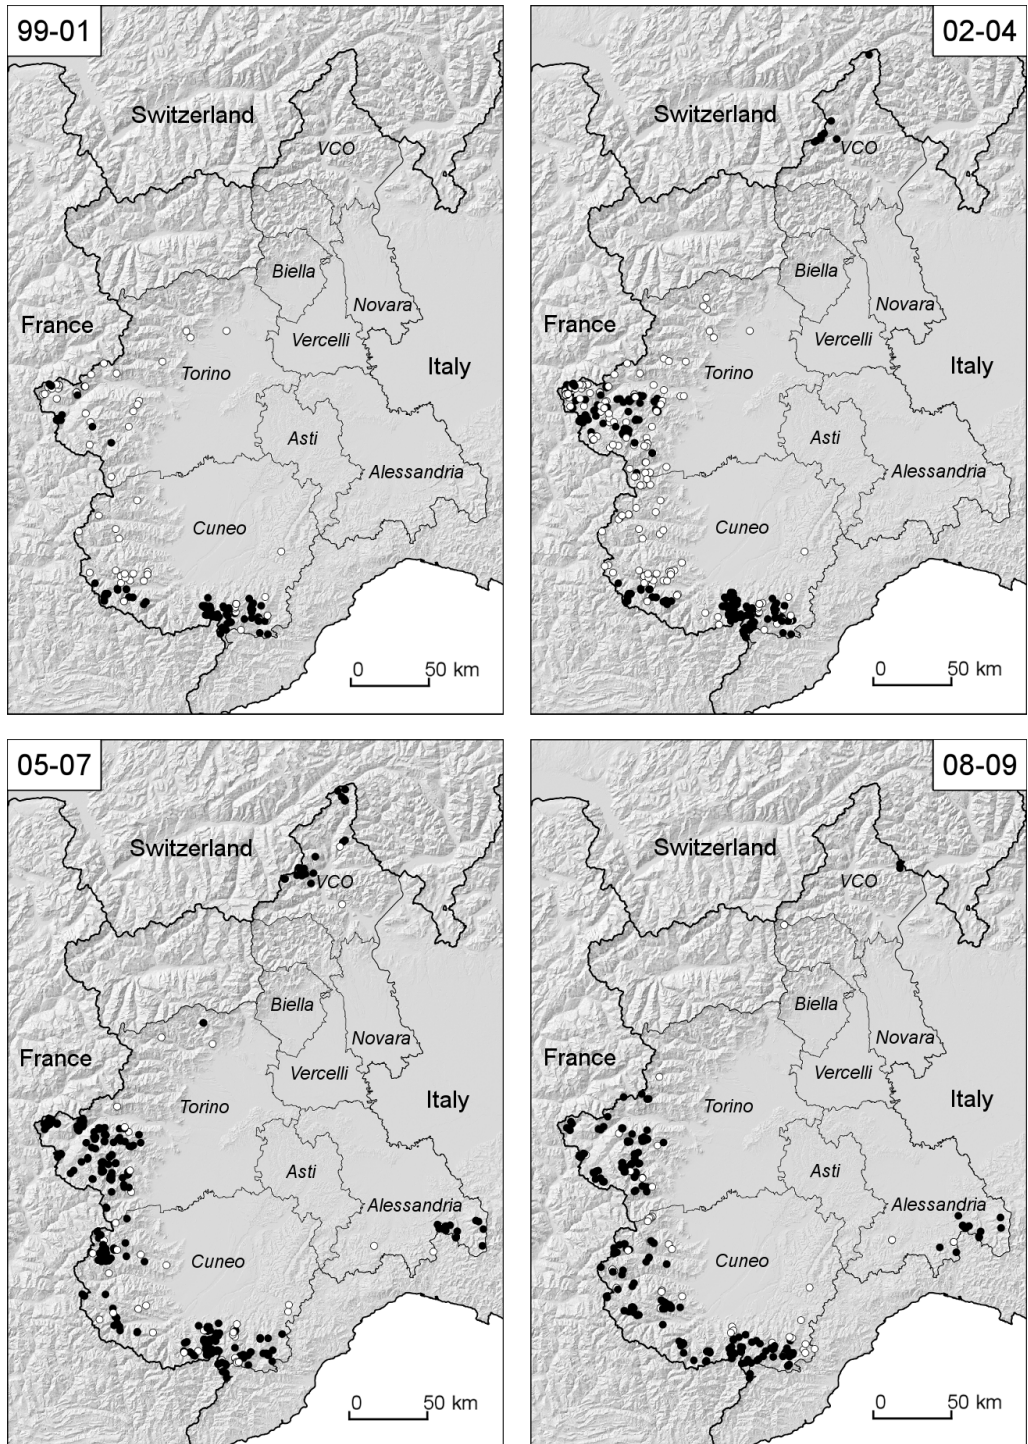 99-01
Switzerland
VCO
Biella
Novara
France
Vercelli
Torino
Italy
Asti
Alessandria
Cuneo
0 50 km
02-04
Switzerland
VCO
Biella
Novara
France
Vercelli
Torino
Italy
Asti
Alessandria
Cuneo
0 50 km
05-07
Switzerland
VCO
Biella
Novara
France
Vercelli
Torino
Italy
Asti
Alessandria
Cuneo
0 50 km
08-09
Switzerland
VCO
Biella
Novara
France
Vercelli
Torino
Italy
Asti
Alessandria
Cuneo
0 50 km